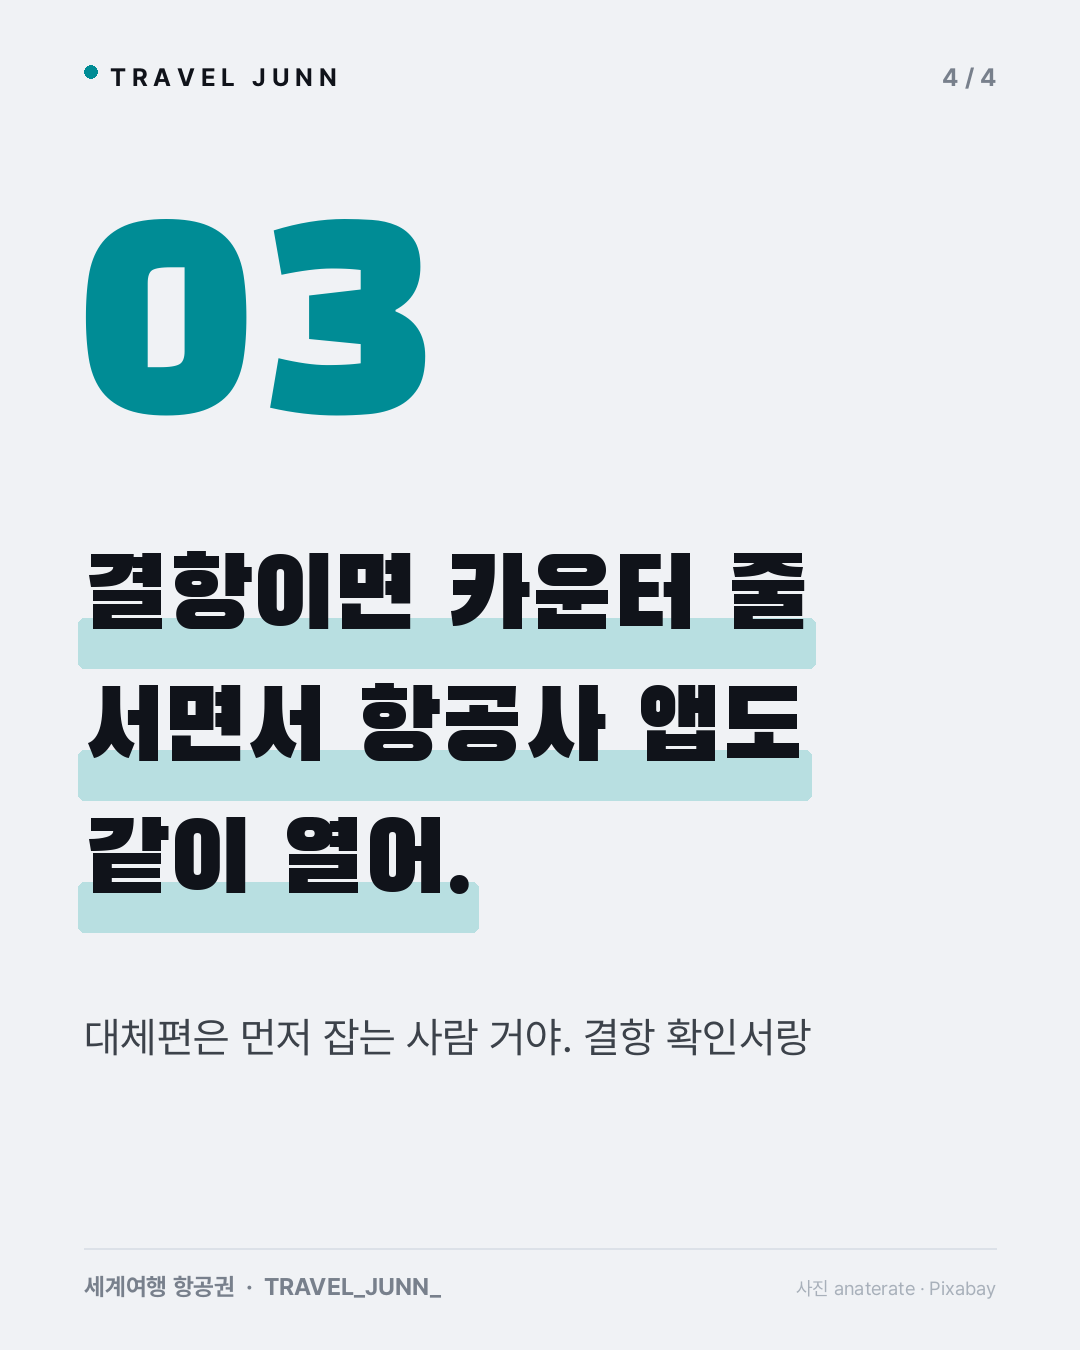 TRAVEL JUNN
4 / 4
03
결항이면 카운터 줄
서면서 항공사 앱도
같이 열어.
대체편은 먼저 잡는 사람 거야. 결항 확인서랑
세계여행 항공권 · TRAVEL_JUNN_
사진 anaterate · Pixabay